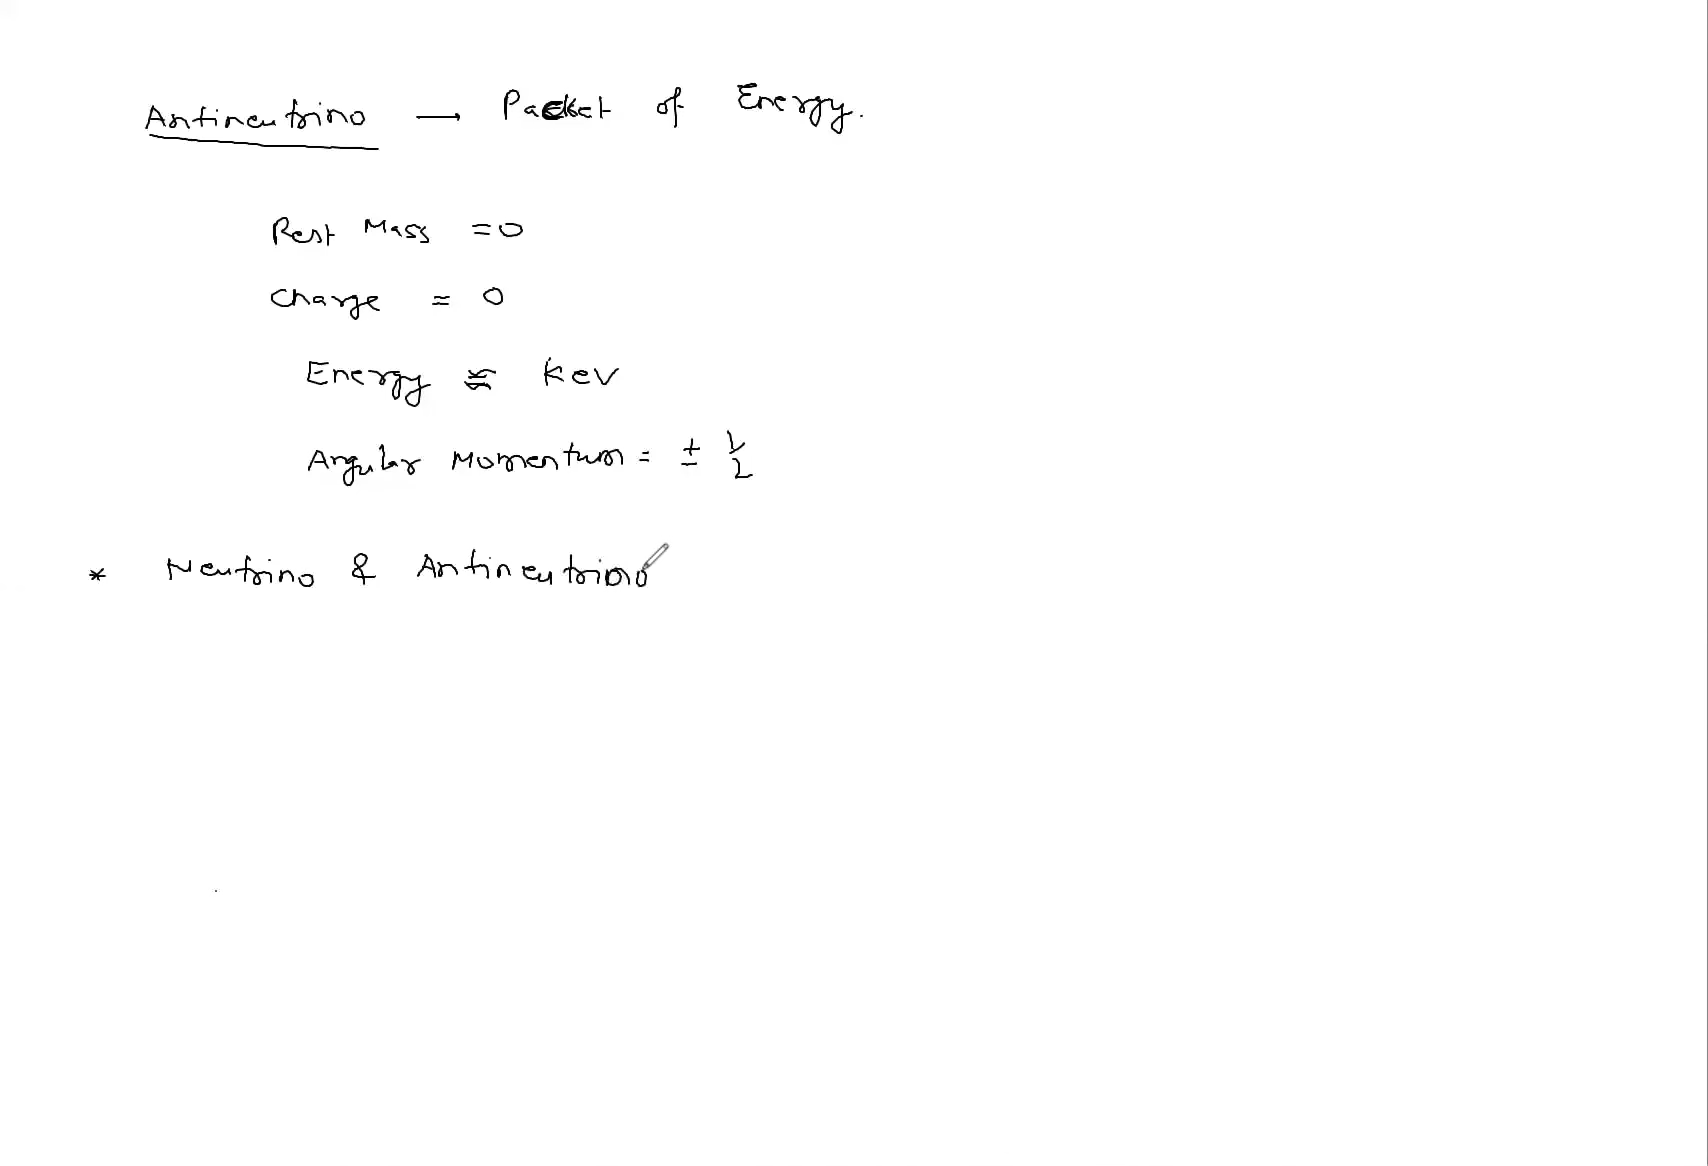 Antineutrino → Packet of Energy.
Rest Mass = 0
Charge = 0
Energy ≈ kev
Angular Momentum = ± 1/2
* Neutrino & Antineutrino